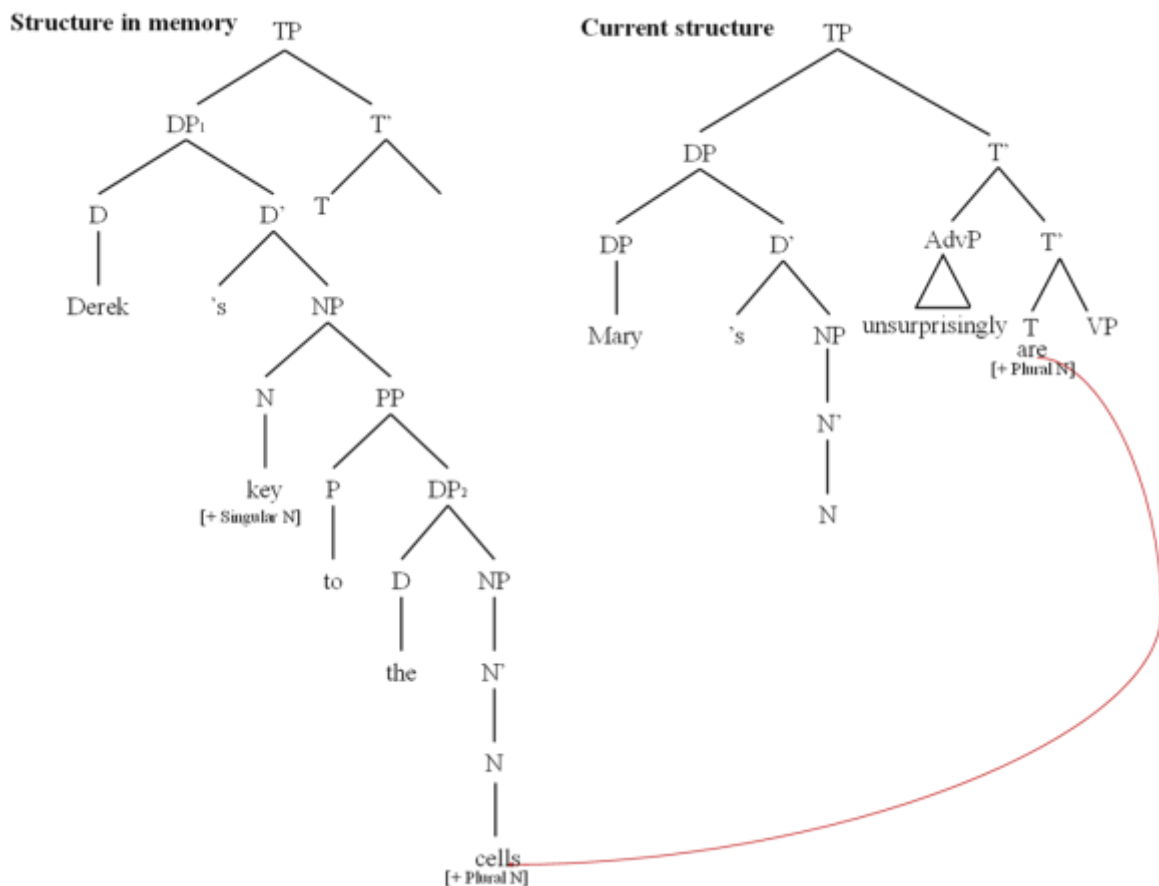 Structure in memory
TP
DP₁ T'
D D' T
Derek 's NP
N PP
key P DP₂
[+ Singular N]
to D NP
the N'
N
cells
[+ Plural N]
Current structure
TP
DP T'
DP D' AdvP T'
Mary 's NP unsurprisingly T VP
are
[+ Plural N]
N'
N